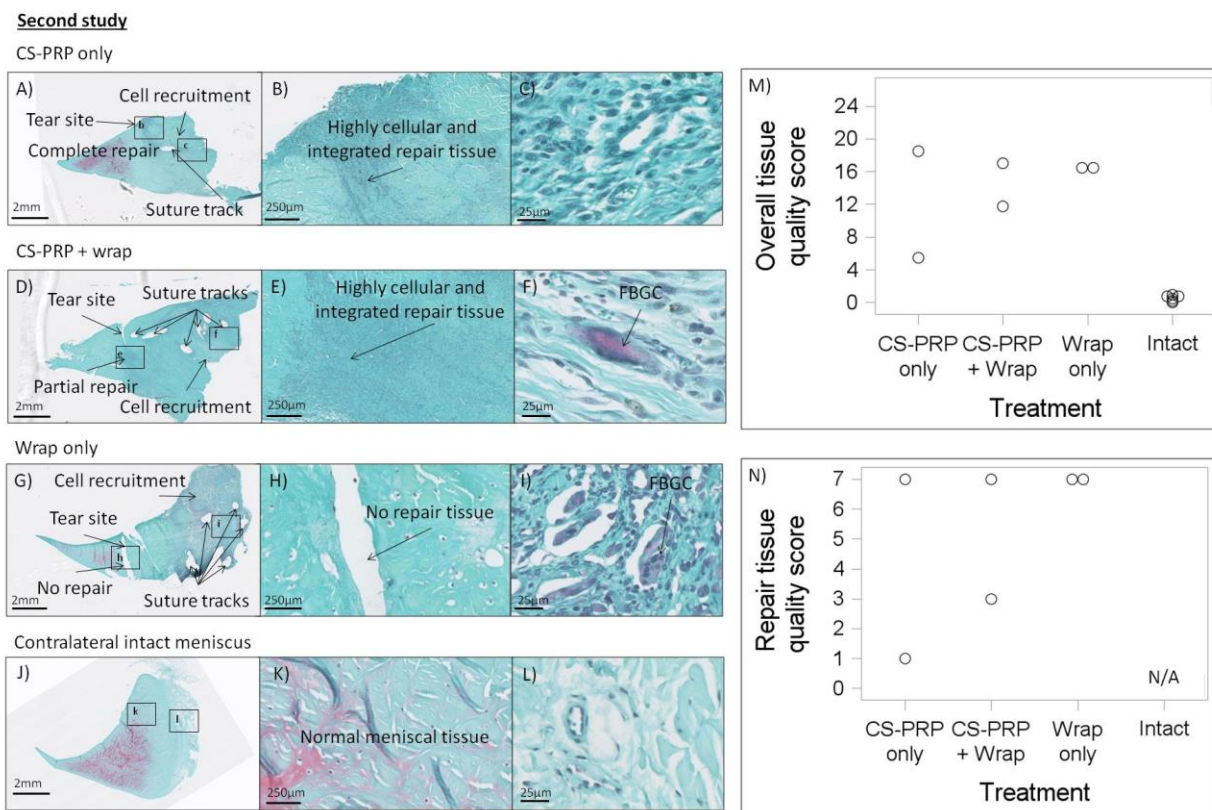 Second study
CS-PRP only
A)
Cell recruitment
Tear site
b
Complete repair
c
Suture track
2mm
B)
Highly cellular and
integrated repair tissue
250µm
C)
25µm
CS-PRP + wrap
D)
Suture tracks
Tear site
f
e
Partial repair
Cell recruitment
2mm
E)
Highly cellular and
integrated repair tissue
250µm
F)
FBGC
25µm
Wrap only
G)
Cell recruitment
Tear site
i
h
No repair
Suture tracks
2mm
H)
No repair tissue
250µm
I)
FBGC
25µm
Contralateral intact meniscus
J)
k
l
2mm
K)
Normal meniscal tissue
250µm
L)
25µm
M)
Overall tissue
quality score
24
20
16
12
8
4
0
CS-PRP only
CS-PRP + Wrap
Wrap only
Intact
Treatment
N)
Repair tissue
quality score
7
6
5
4
3
2
1
0
N/A
CS-PRP only
CS-PRP + Wrap
Wrap only
Intact
Treatment